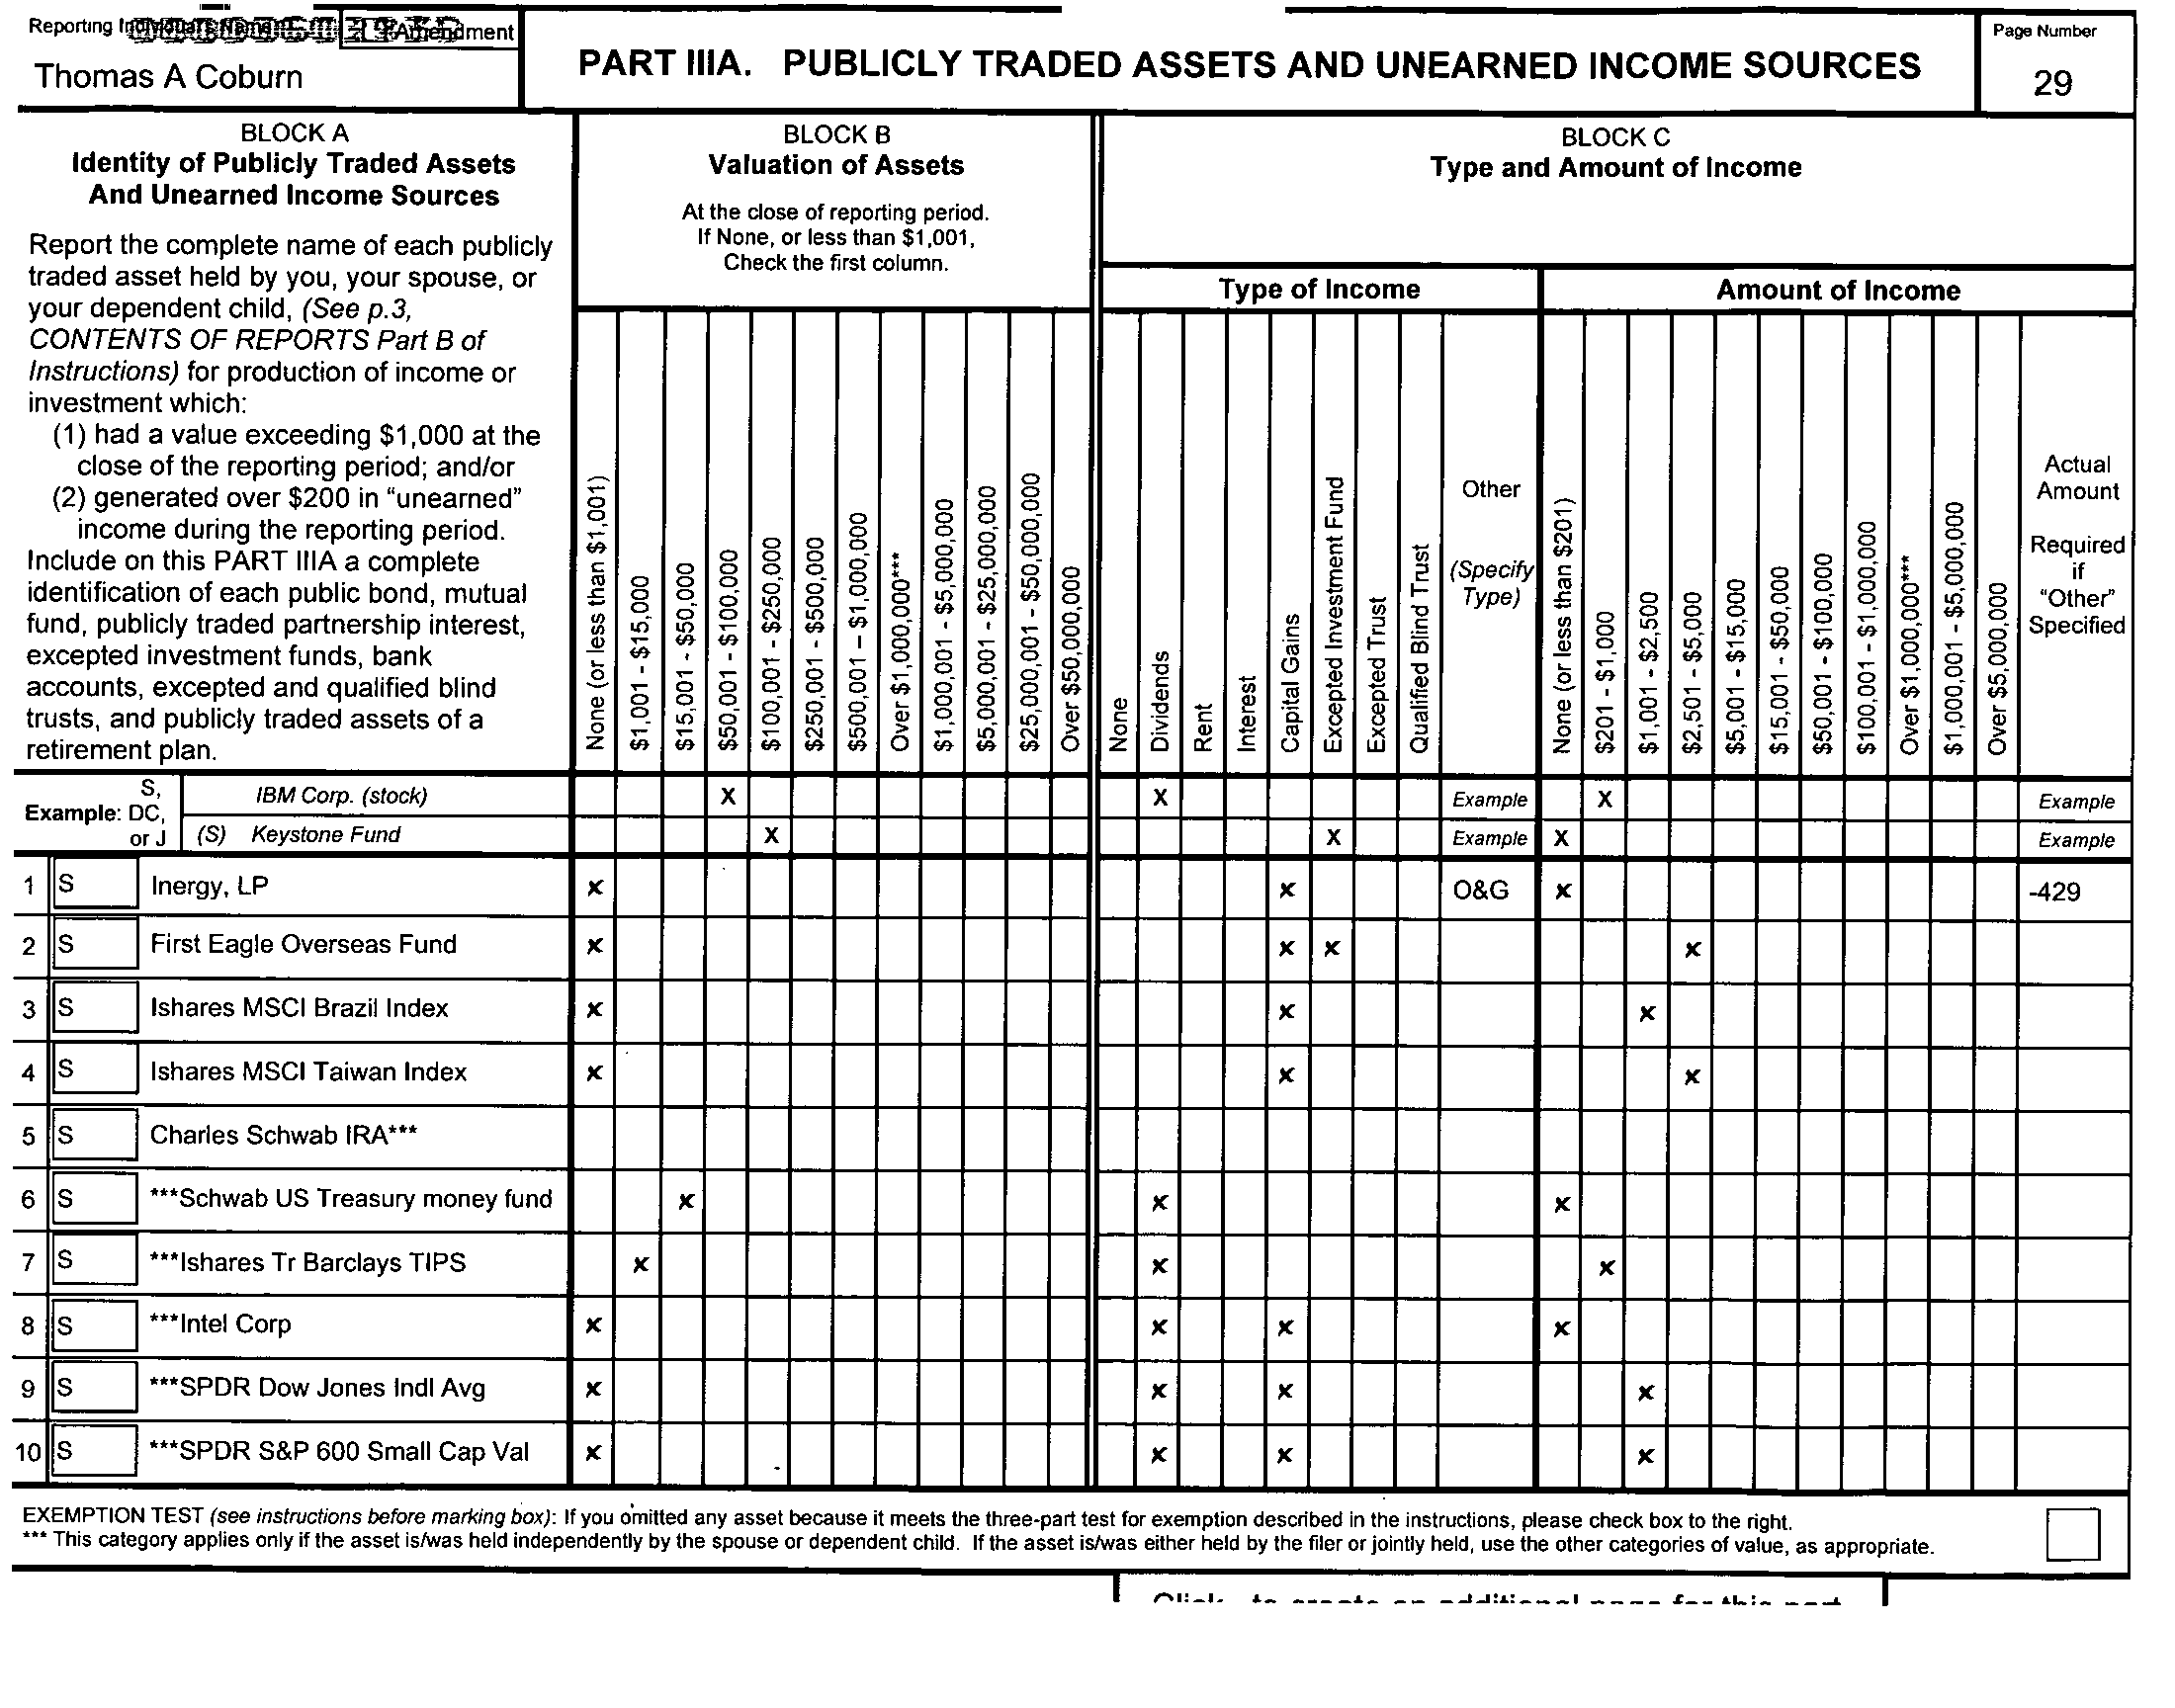 Reporting
Amendment
Thomas A Coburn
PART IIIA. PUBLICLY TRADED ASSETS AND UNEARNED INCOME SOURCES
Page Number
29
BLOCK A
Identity of Publicly Traded Assets
And Unearned Income Sources
Report the complete name of each publicly
traded asset held by you, your spouse, or
your dependent child, (See p.3,
CONTENTS OF REPORTS Part B of
Instructions) for production of income or
investment which:
(1) had a value exceeding $1,000 at the
close of the reporting period; and/or
(2) generated over $200 in “unearned”
income during the reporting period.
Include on this PART IIIA a complete
identification of each public bond, mutual
fund, publicly traded partnership interest,
excepted investment funds, bank
accounts, excepted and qualified blind
trusts, and publicly traded assets of a
retirement plan.
BLOCK B
Valuation of Assets
At the close of reporting period.
If None, or less than $1,001,
Check the first column.
None (or less than $1,001)
$1,001 - $15,000
$15,001 - $50,000
$50,001 - $100,000
$100,001 - $250,000
$250,001 - $500,000
$500,001 - $1,000,000
Over $1,000,000***
$1,000,001 - $5,000,000
$5,000,001 - $25,000,000
$25,000,001 - $50,000,000
Over $50,000,000
BLOCK C
Type and Amount of Income
Type of Income
None
Dividends
Rent
Interest
Capital Gains
Excepted Investment Fund
Excepted Trust
Qualified Blind Trust
Other
(Specify
Type)
Amount of Income
None (or less than $201)
$201 - $1,000
$1,001 - $2,500
$2,501 - $5,000
$5,001 - $15,000
$15,001 - $50,000
$50,001 - $100,000
$100,001 - $1,000,000
Over $1,000,000***
$1,000,001 - $5,000,000
Over $5,000,000
Actual
Amount
Required
if
“Other”
Specified
Example: S, DC, or J
IBM Corp. (stock) X X Example X Example
(S) Keystone Fund X X Example X Example
1 S Inergy, LP x x O&G x -429
2 S First Eagle Overseas Fund x x x x
3 S Ishares MSCI Brazil Index x x x
4 S Ishares MSCI Taiwan Index x x x
5 S Charles Schwab IRA***
6 S ***Schwab US Treasury money fund x x x
7 S ***Ishares Tr Barclays TIPS x x x
8 S ***Intel Corp x x x x
9 S ***SPDR Dow Jones Indl Avg x x x x
10 S ***SPDR S&P 600 Small Cap Val x x x x
EXEMPTION TEST (see instructions before marking box): If you omitted any asset because it meets the three-part test for exemption described in the instructions, please check box to the right.
*** This category applies only if the asset is/was held independently by the spouse or dependent child. If the asset is/was either held by the filer or jointly held, use the other categories of value, as appropriate.